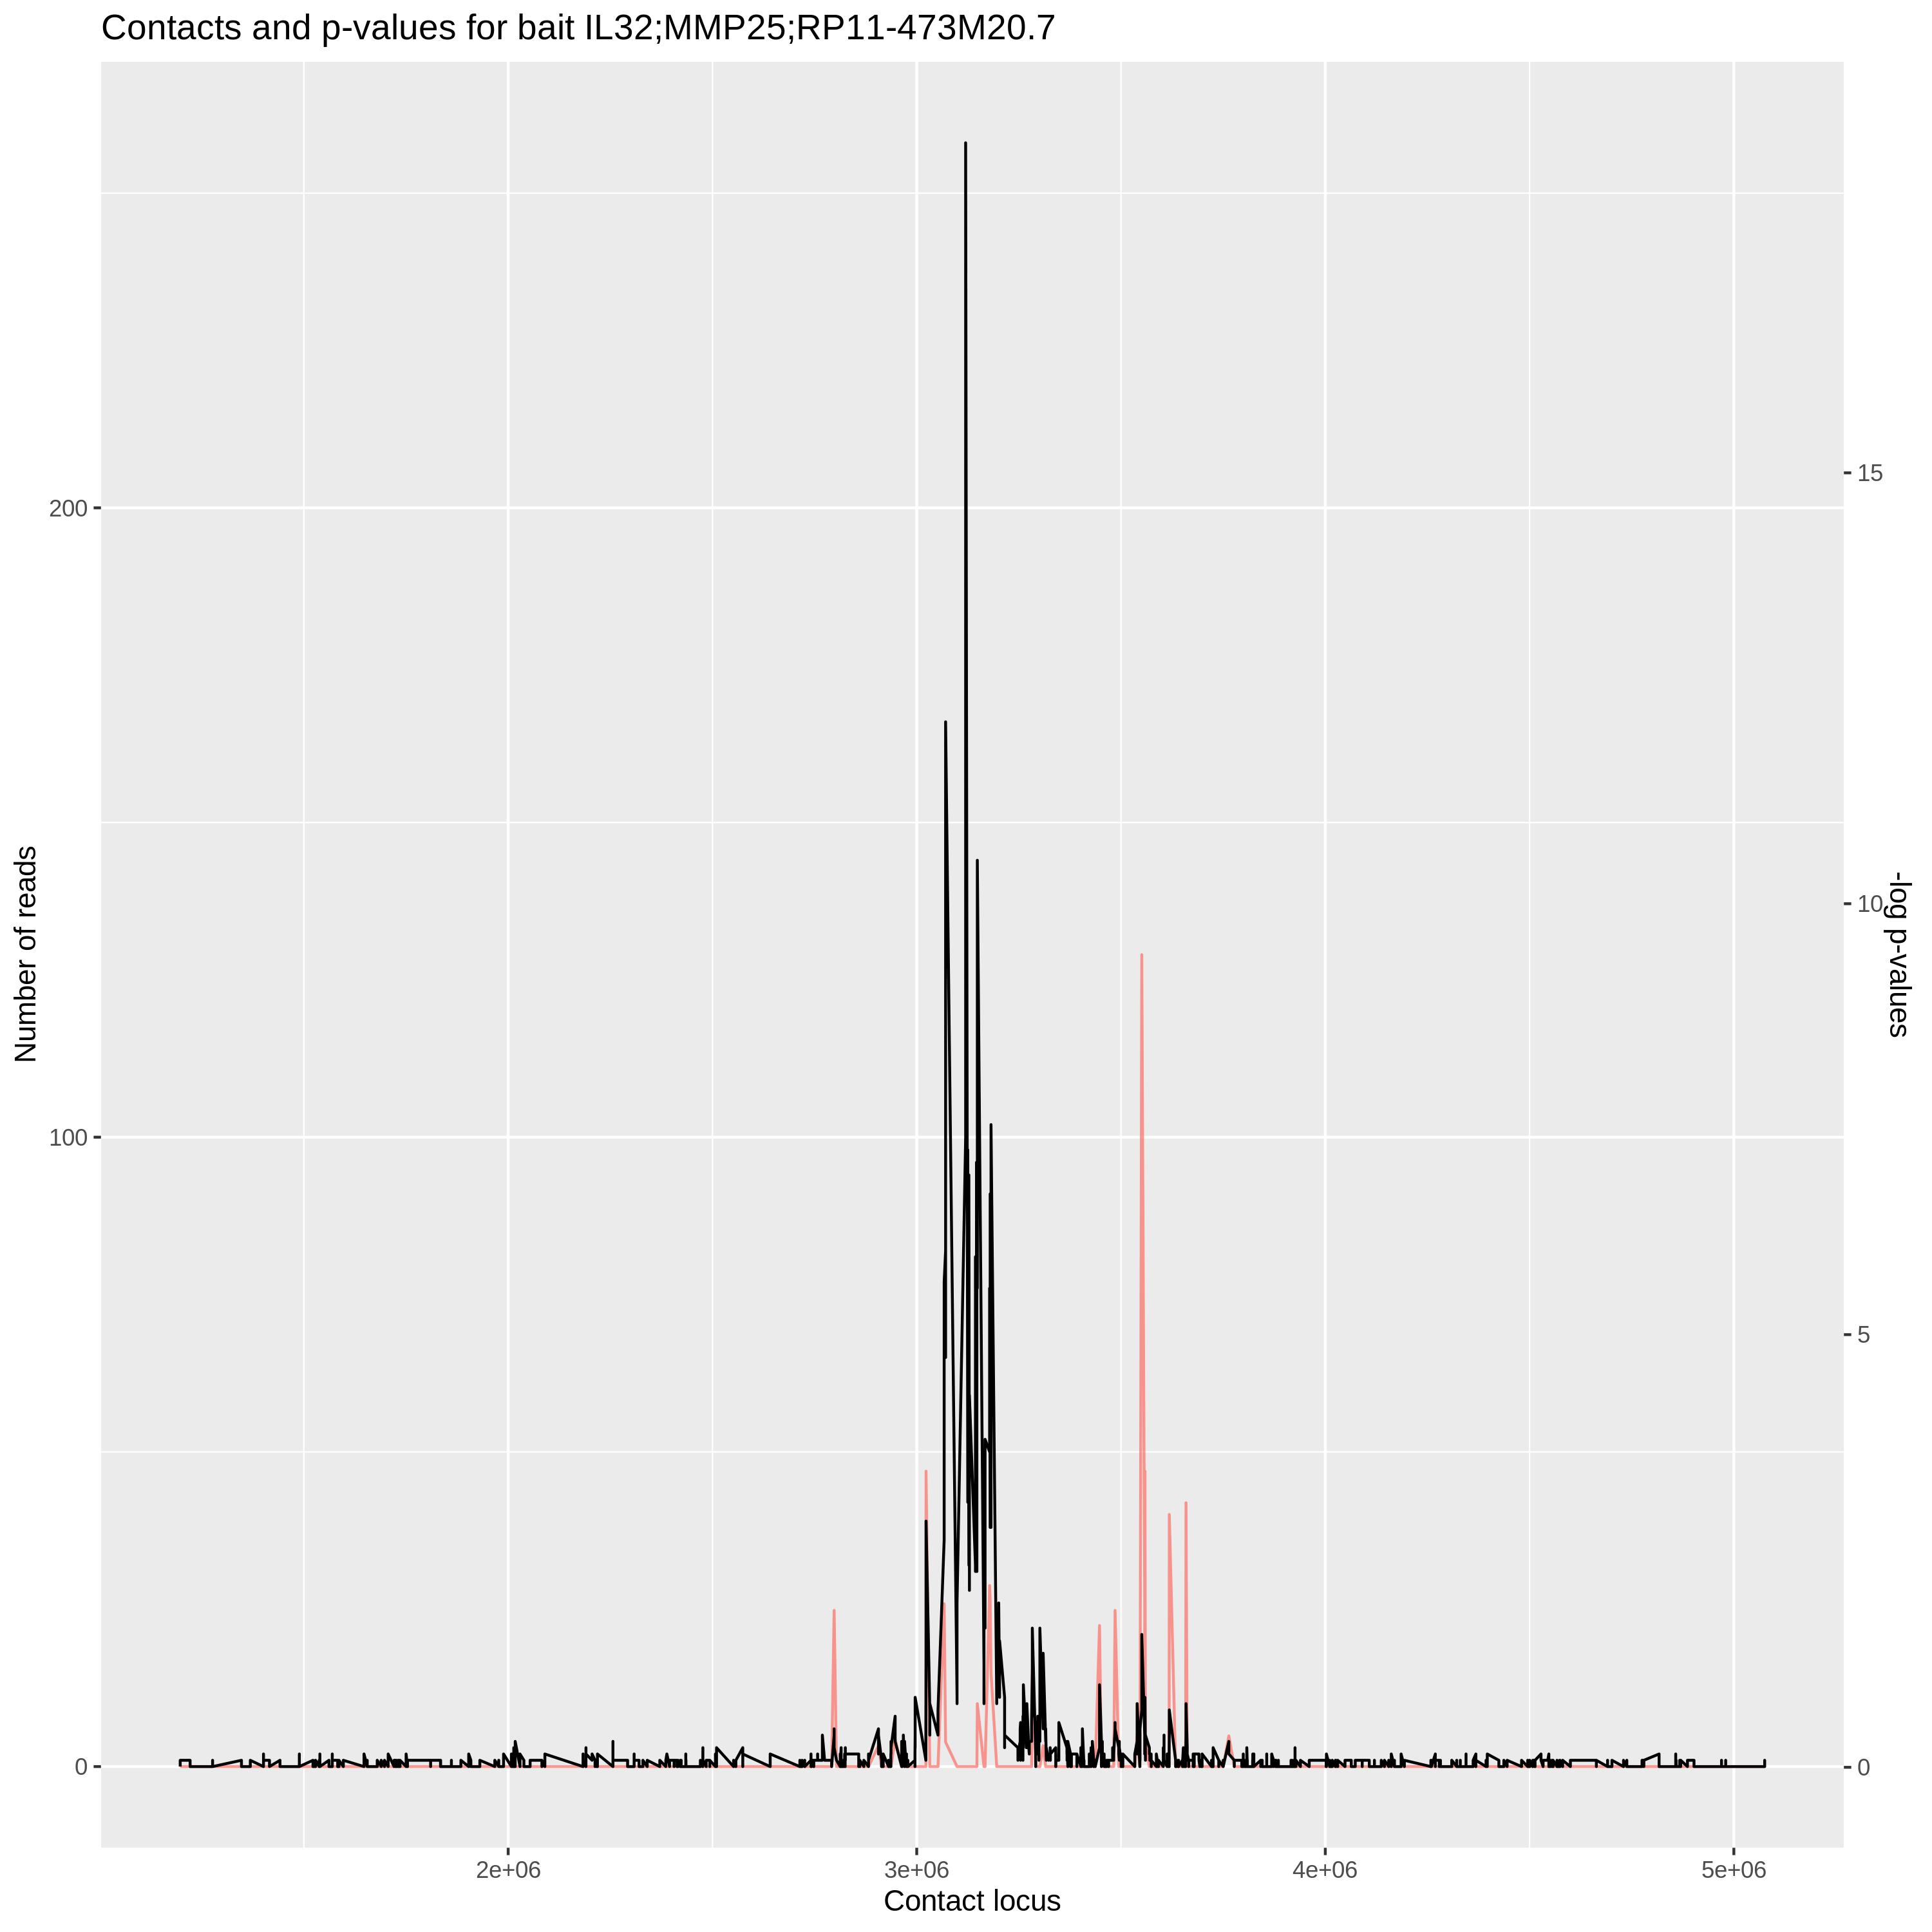 Contacts and p-values for bait IL32;MMP25;RP11-473M20.7
Number of reads
200
100
0
15
10
5
0
-log p-values
2e+06 3e+06 4e+06 5e+06
Contact locus